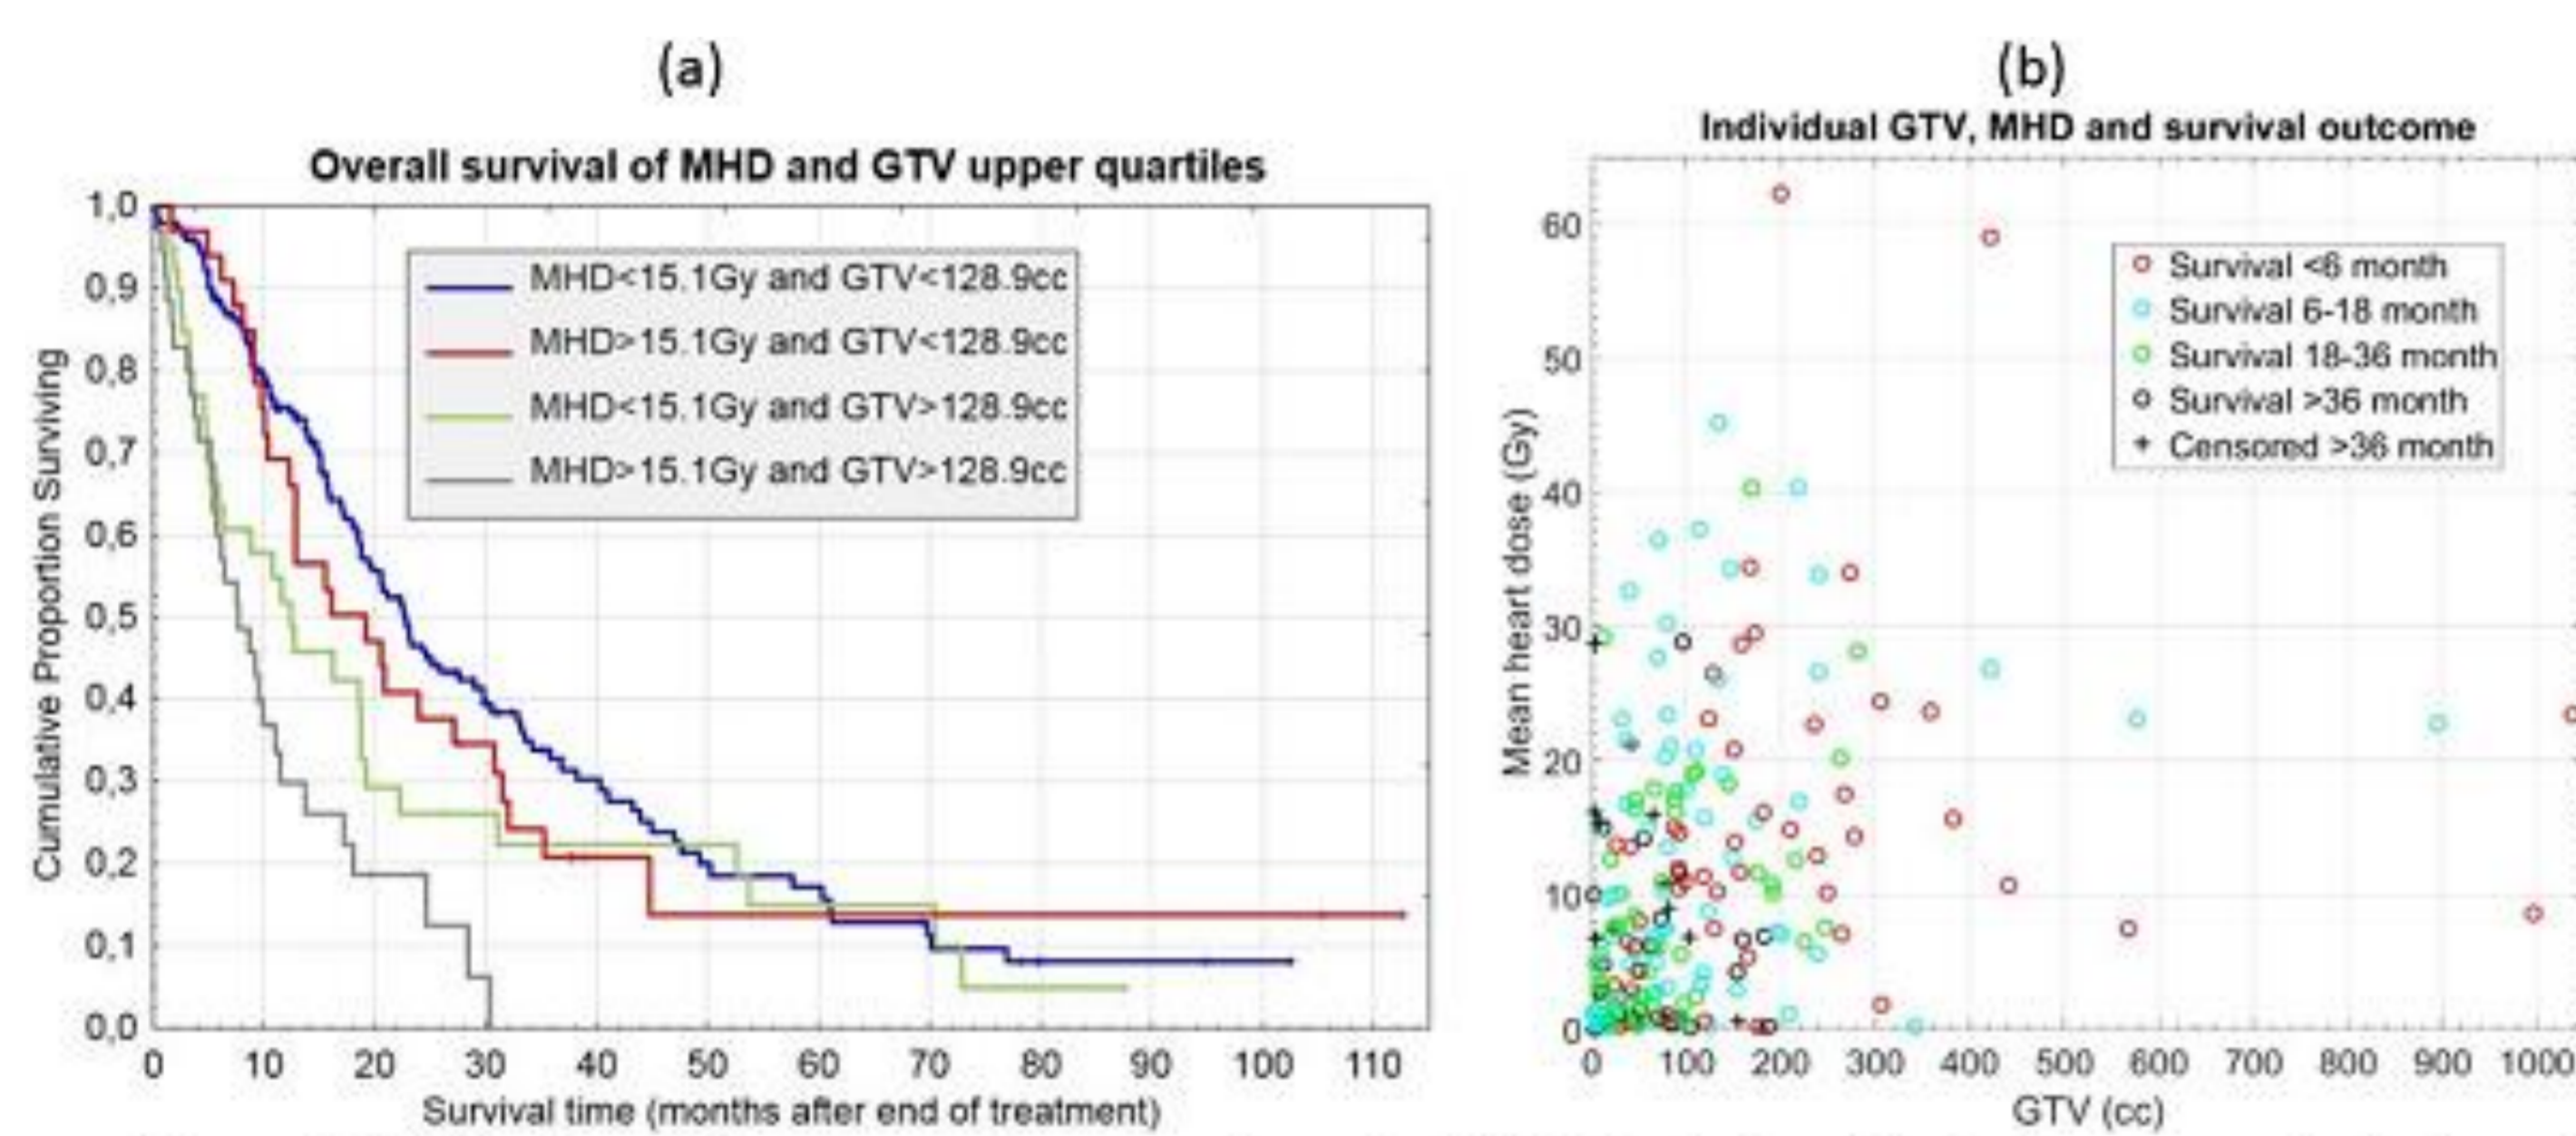 (a)
Overall survival of MHD and GTV upper quartiles
1,0
0,9
0,8
0,7
0,6
0,5
0,4
0,3
0,2
0,1
0,0
Cumulative Proportion Surviving
MHD<15.1Gy and GTV<128.9cc
MHD>15.1Gy and GTV<128.9cc
MHD<15.1Gy and GTV>128.9cc
MHD>15.1Gy and GTV>128.9cc
0 10 20 30 40 50 60 70 80 90 100 110
Survival time (months after end of treatment)
(b)
Individual GTV, MHD and survival outcome
60
50
40
30
20
10
0
Mean heart dose (Gy)
Survival <6 month
Survival 6-18 month
Survival 18-36 month
Survival >36 month
Censored >36 month
0 100 200 300 400 500 600 700 800 900 1000
GTV (cc)